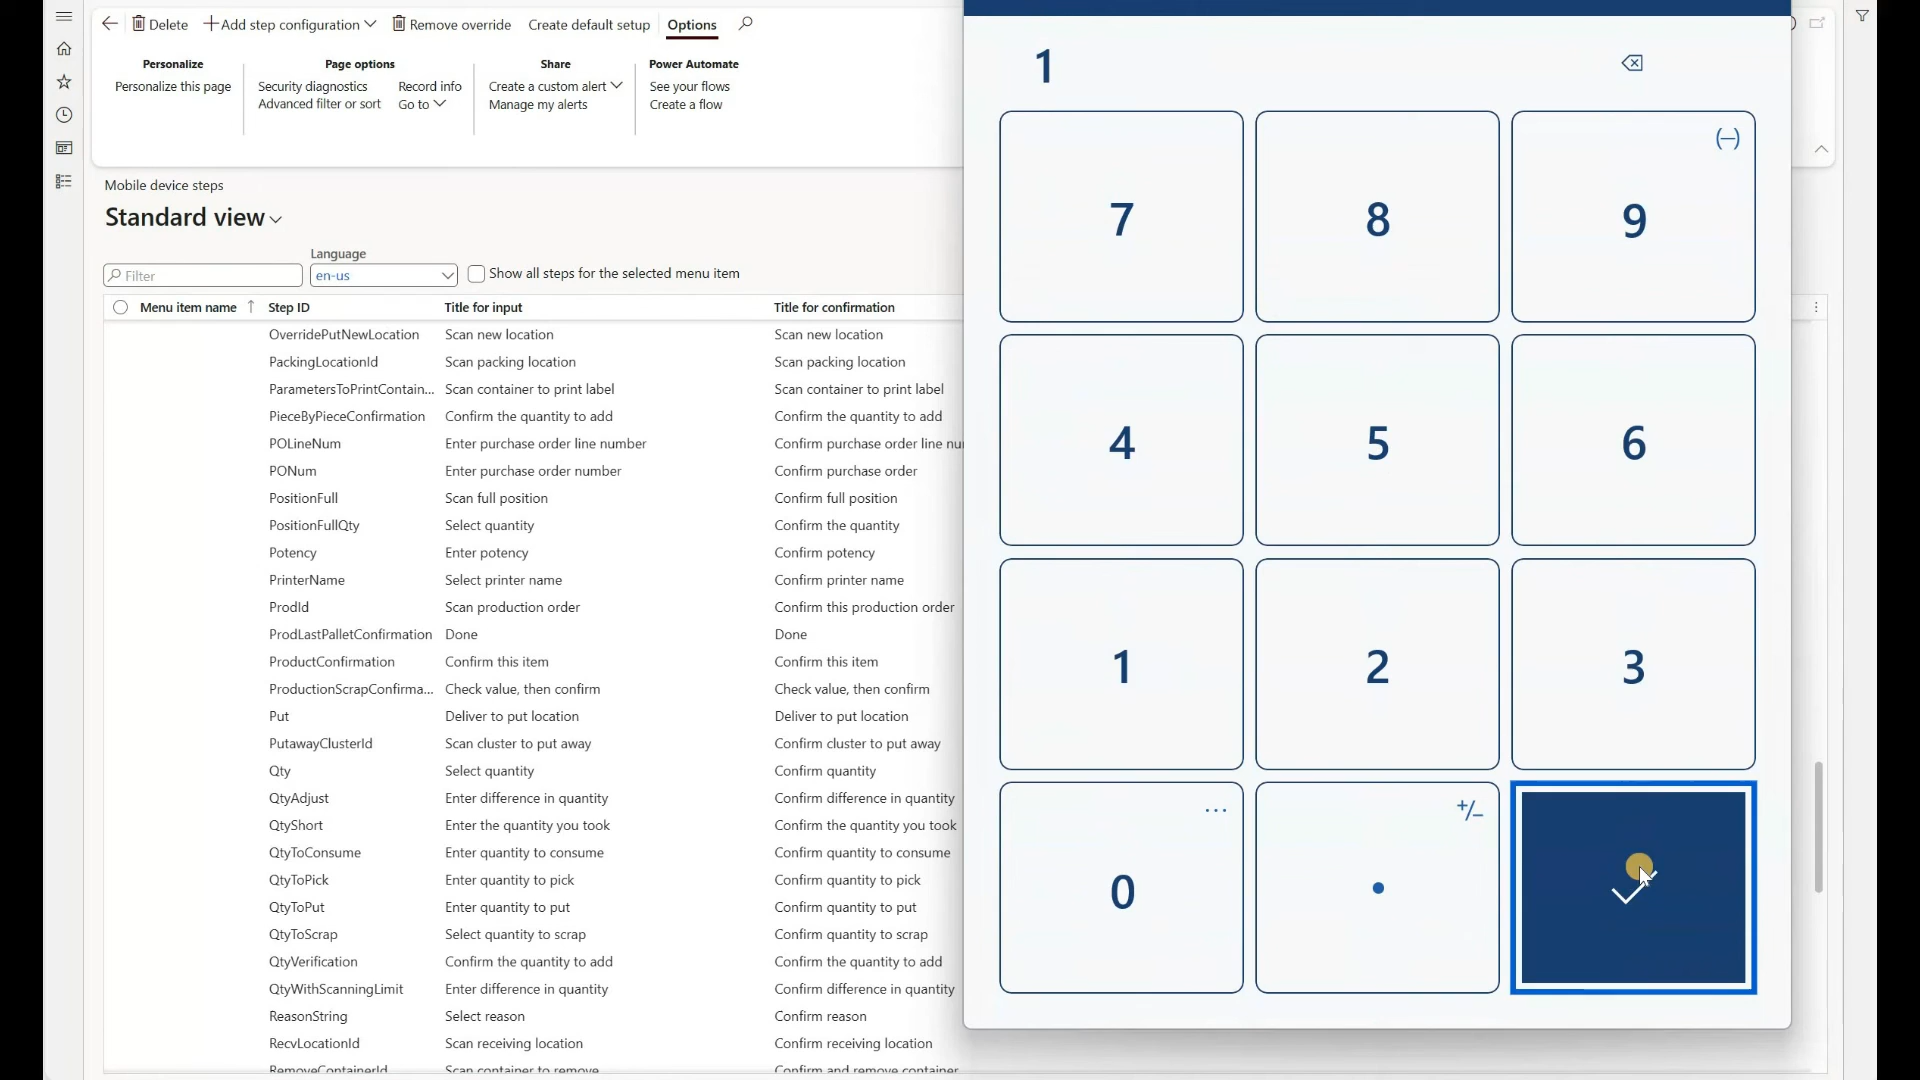 Delete Add step configuration Remove override Create default setup Options
Personalize Page options Share Power Automate
Personalize this page Security diagnostics Record info Create a custom alert See your flows
Advanced filter or sort Go to Manage my alerts Create a flow
Mobile device steps
Standard view
Language
Filter en-us Show all steps for the selected menu item
Menu item name Step ID Title for input Title for confirmation
OverridePutNewLocation Scan new location Scan new location
PackingLocationId Scan packing location Scan packing location
ParametersToPrintContain... Scan container to print label Scan container to print label
PieceByPieceConfirmation Confirm the quantity to add Confirm the quantity to add
POLineNum Enter purchase order line number Confirm purchase order line nu
PONum Enter purchase order number Confirm purchase order
PositionFull Scan full position Confirm full position
PositionFullQty Select quantity Confirm the quantity
Potency Enter potency Confirm potency
PrinterName Select printer name Confirm printer name
ProdId Scan production order Confirm this production order
ProdLastPalletConfirmation Done Done
ProductConfirmation Confirm this item Confirm this item
ProductionScrapConfirma... Check value, then confirm Check value, then confirm
Put Deliver to put location Deliver to put location
PutawayClusterId Scan cluster to put away Confirm cluster to put away
Qty Select quantity Confirm quantity
QtyAdjust Enter difference in quantity Confirm difference in quantity
QtyShort Enter the quantity you took Confirm the quantity you took
QtyToConsume Enter quantity to consume Confirm quantity to consume
QtyToPick Enter quantity to pick Confirm quantity to pick
QtyToPut Enter quantity to put Confirm quantity to put
QtyToScrap Select quantity to scrap Confirm quantity to scrap
QtyVerification Confirm the quantity to add Confirm the quantity to add
QtyWithScanningLimit Enter difference in quantity Confirm difference in quantity
ReasonString Select reason Confirm reason
RecvLocationId Scan receiving location Confirm receiving location
RemoveContainerId Scan container to remove Confirm and remove container
1
(−)
7 8 9
4 5 6
1 2 3
... +/−
0 •